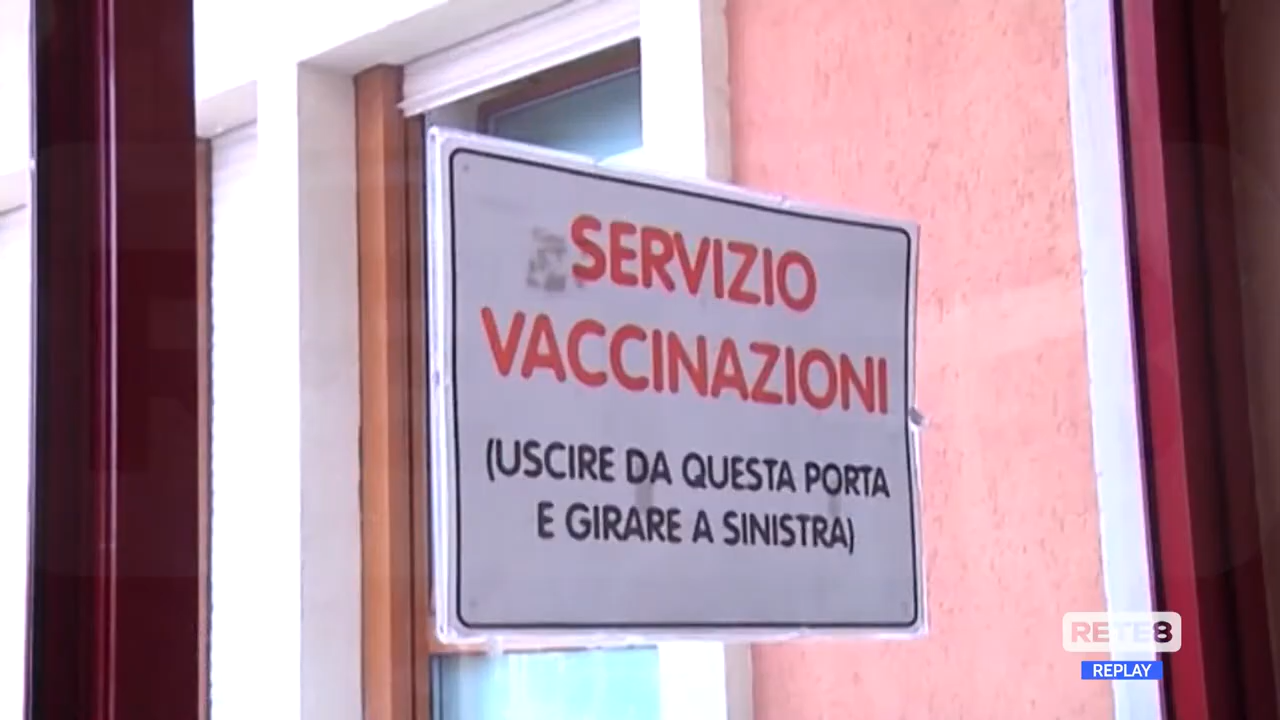 SERVIZIO
VACCINAZIONI
(USCIRE DA QUESTA PORTA
E GIRARE A SINISTRA)
RETE8
REPLAY